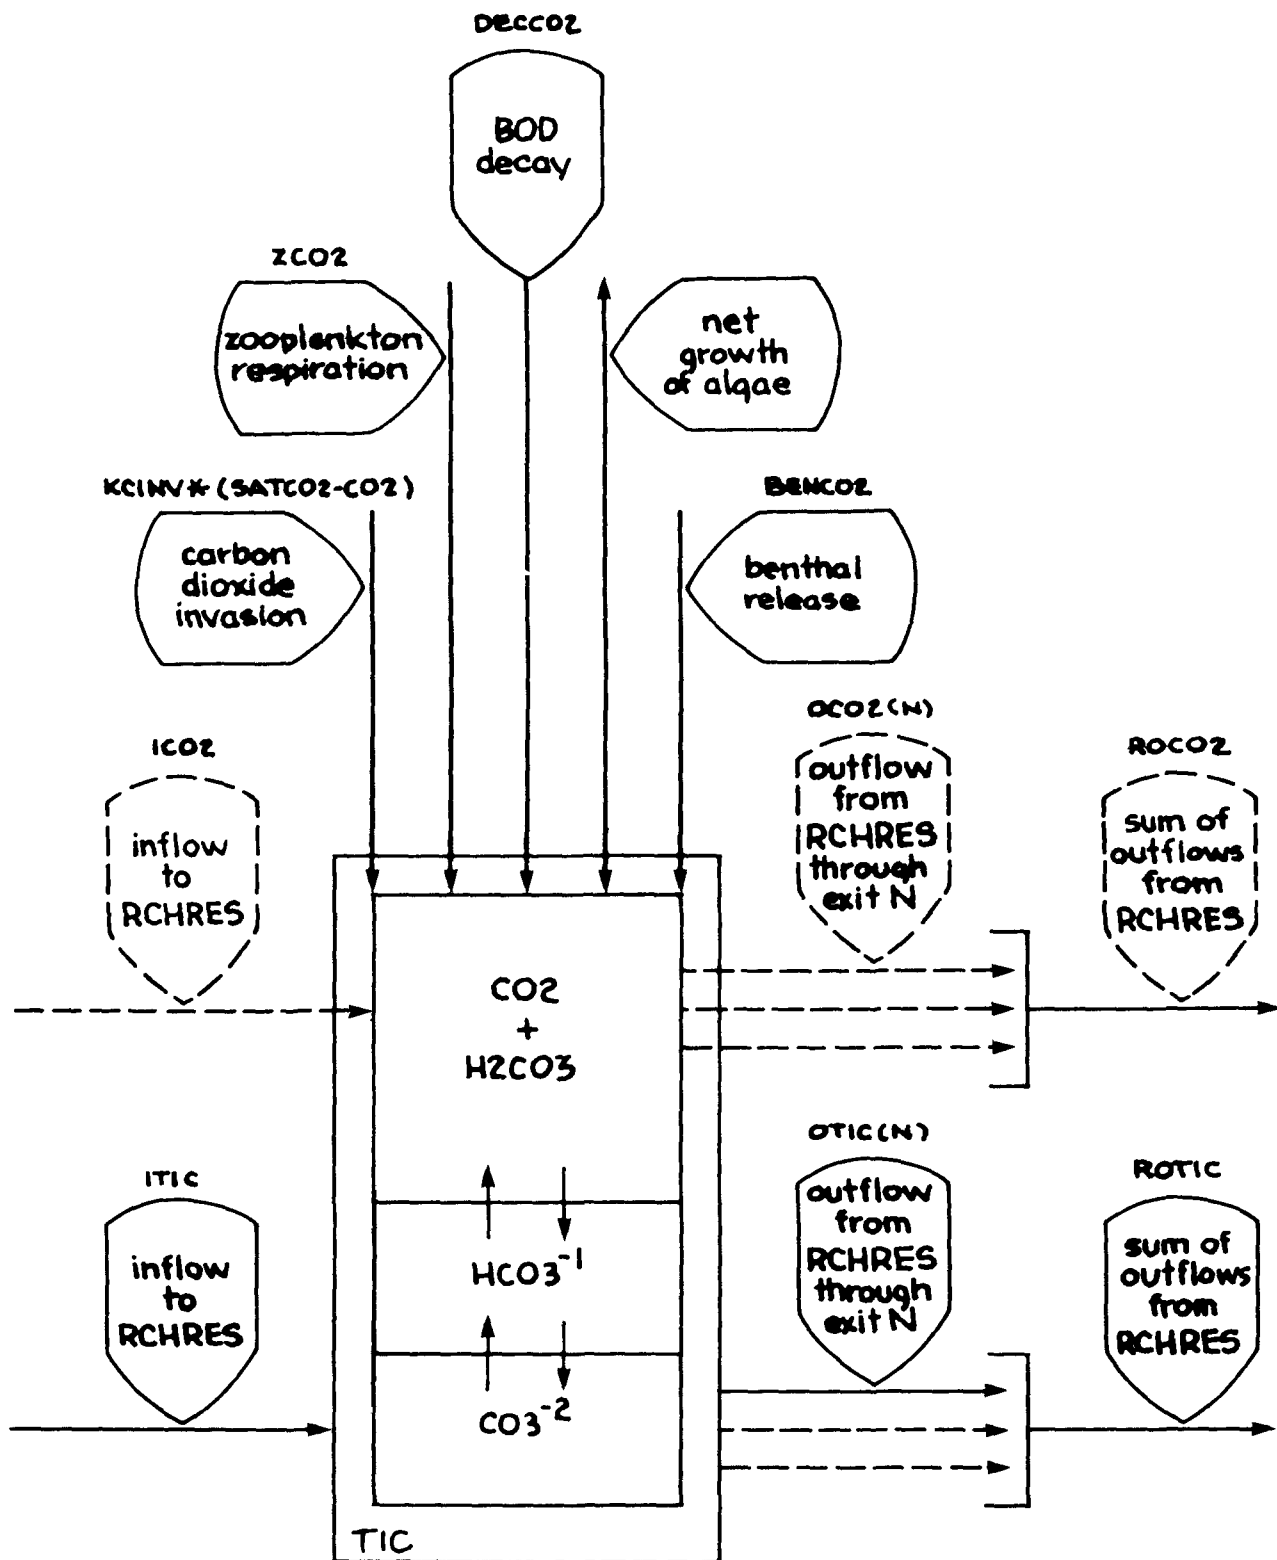 DECCO2
BOD
decay
ZCO2
zooplankton
respiration
net
growth
of algae
KCINV*(SATCO2-CO2)
carbon
dioxide
invasion
BENCO2
benthal
release
ICO2
inflow
to
RCHRES
OCO2(N)
outflow
from
RCHRES
through
exit N
ROCO2
sum of
outflows
from
RCHRES
CO2
+
H2CO3
ITIC
inflow
to
RCHRES
HCO3⁻¹
CO3⁻²
OTIC(N)
outflow
from
RCHRES
through
exit N
ROTIC
sum of
outflows
from
RCHRES
TIC